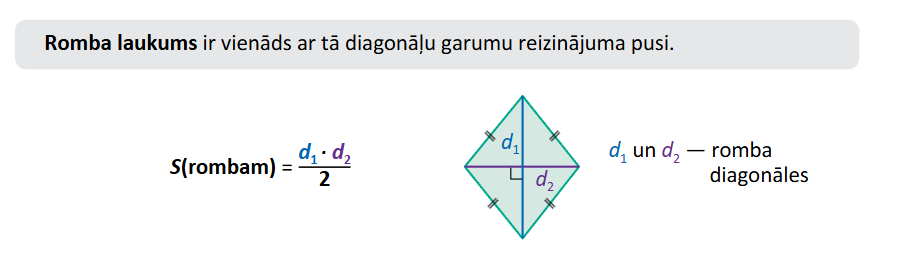 Romba laukums ir vienāds ar tā diagonāļu garumu reizinājuma pusi.
S(rombam) = d₁ · d₂ / 2
d₁
d₂
d₁ un d₂ — romba
diagonāles